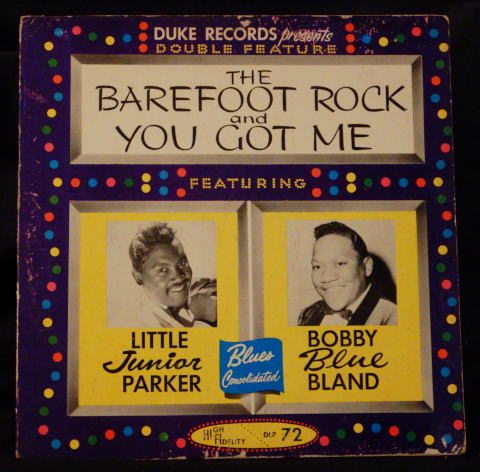 DUKE RECORDS presents
DOUBLE FEATURE
THE
BAREFOOT ROCK
and
YOU GOT ME
FEATURING
LITTLE
Junior
PARKER
Blues
Consolidated
BOBBY
Blue
BLAND
HIGH
FIDELITY
DLP 72